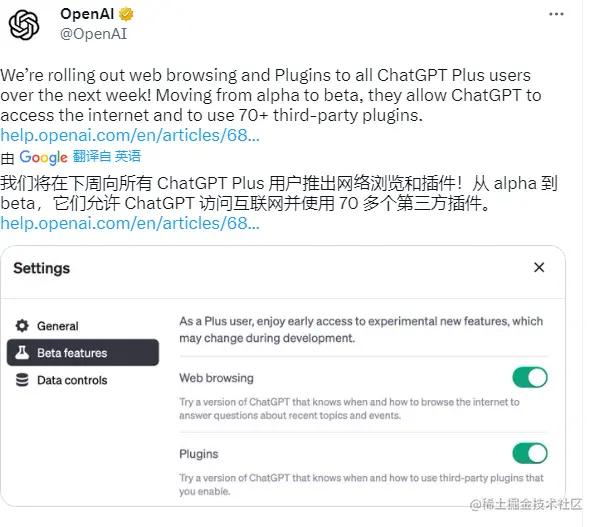 OpenAI
@OpenAI
We’re rolling out web browsing and Plugins to all ChatGPT Plus users
over the next week! Moving from alpha to beta, they allow ChatGPT to
access the internet and to use 70+ third-party plugins.
help.openai.com/en/articles/68...
由 Google 翻译自 英语
我们将在下周向所有 ChatGPT Plus 用户推出网络浏览和插件！从 alpha 到
beta，它们允许 ChatGPT 访问互联网并使用 70 多个第三方插件。
help.openai.com/en/articles/68...
Settings
General
Beta features
Data controls
As a Plus user, enjoy early access to experimental new features, which
may change during development.
Web browsing
Try a version of ChatGPT that knows when and how to browse the internet to
answer questions about recent topics and events.
Plugins
Try a version of ChatGPT that knows when and how to use third-party plugins that
you enable.
@稀土掘金技术社区